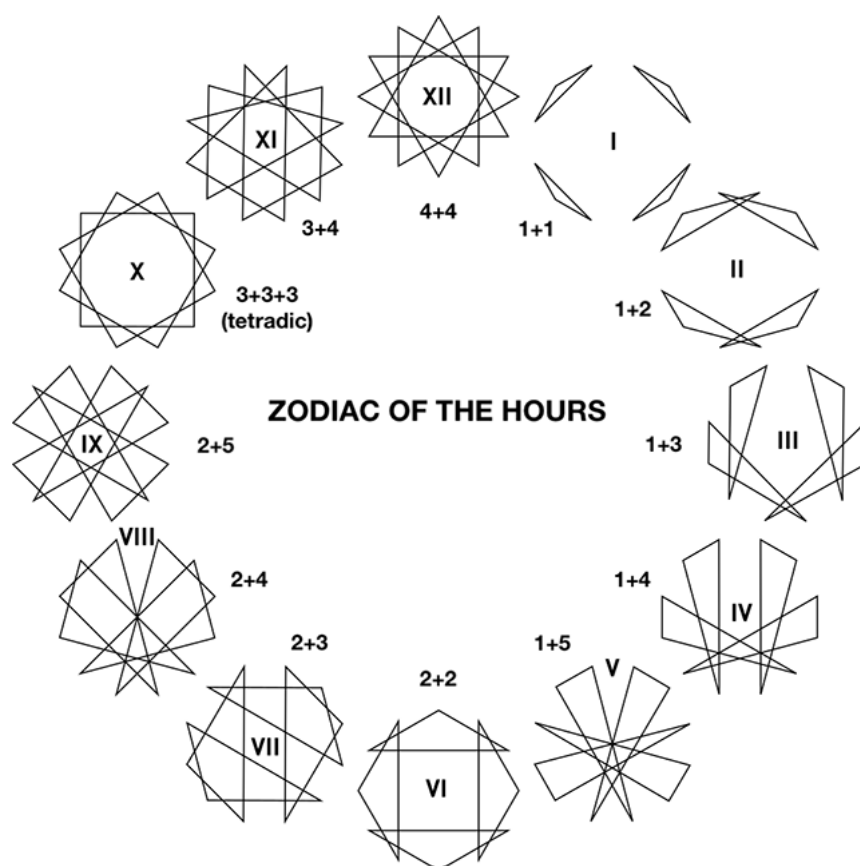 XII
4+4
I
1+1
II
1+2
III
1+3
IV
1+4
V
1+5
VI
2+2
VII
2+3
VIII
2+4
IX
2+5
X
3+3+3
(tetradic)
XI
3+4
ZODIAC OF THE HOURS